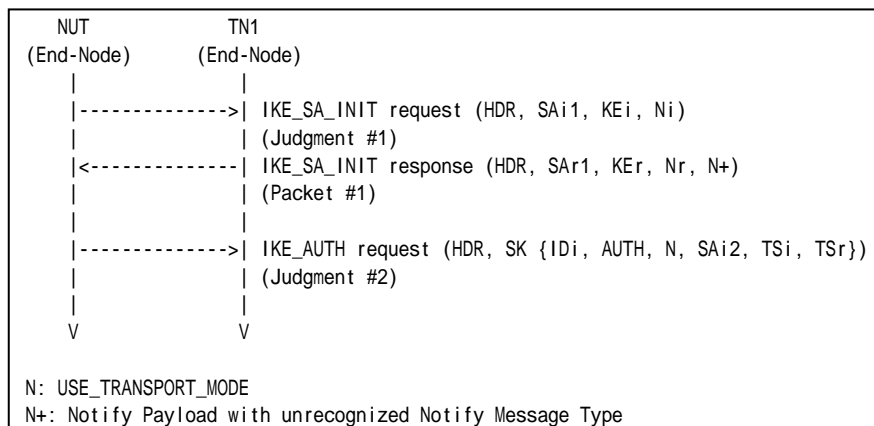 NUT TN1
(End-Node) (End-Node)
| |
|-------------->| IKE_SA_INIT request (HDR, SAi1, KEi, Ni)
| | (Judgment #1)
|<--------------| IKE_SA_INIT response (HDR, SAr1, KEr, Nr, N+)
| | (Packet #1)
| |
|-------------->| IKE_AUTH request (HDR, SK {IDi, AUTH, N, SAi2, TSi, TSr})
| | (Judgment #2)
| |
V V
N: USE_TRANSPORT_MODE
N+: Notify Payload with unrecognized Notify Message Type